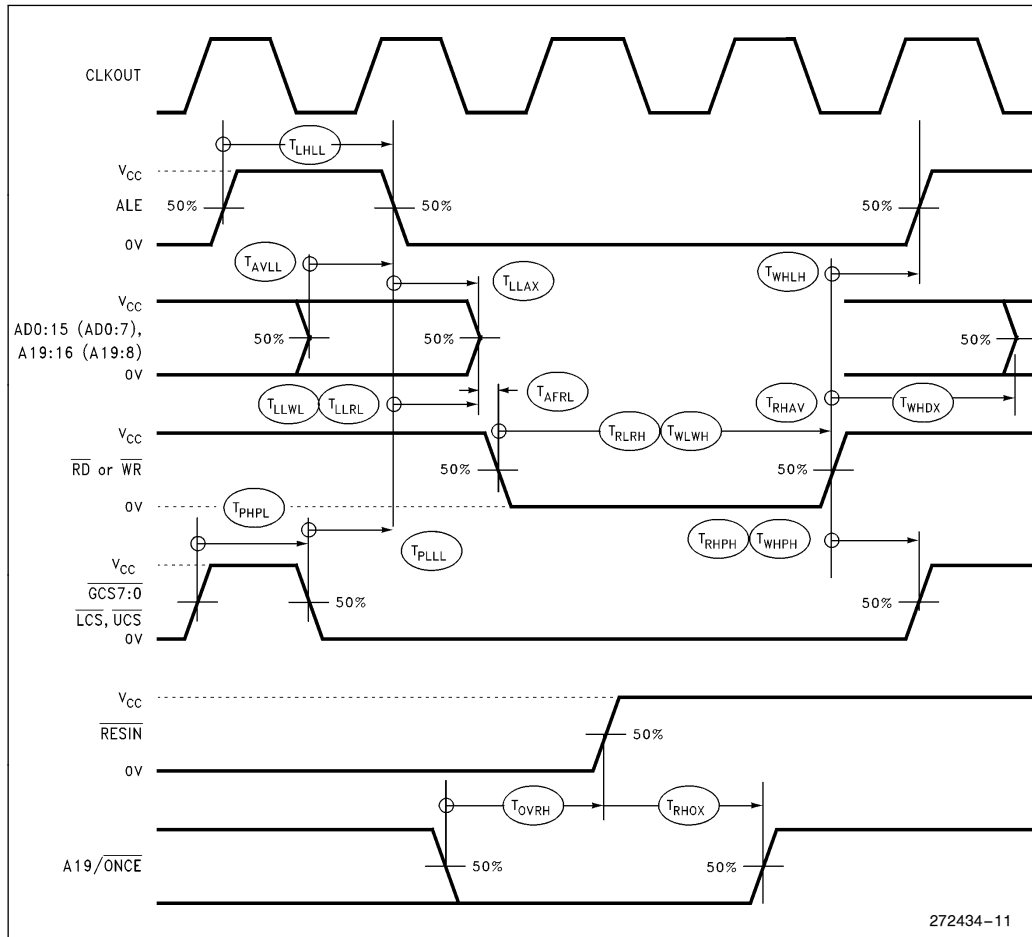 CLKOUT
T_LHLL
V_CC
ALE 50% 50% 50%
0V
T_AVLL T_LLAX T_WHLH
V_CC
AD0:15 (AD0:7), 50% 50% 50%
A19:16 (A19:8)
0V
T_LLWL T_LLRL T_AFRL T_RLRH T_WLWH T_RHAV T_WHDX
V_CC
RD or WR 50% 50%
0V
T_PHPL T_PLLL T_RHPH T_WHPH
V_CC
GCS7:0
LCS, UCS 50% 50%
0V
V_CC
RESIN 50%
0V
T_OVRH T_RHOX
A19/ONCE 50% 50%
272434-11